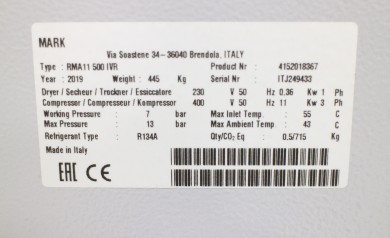 MARK
Via Soastene 34 - 36040 Brendola, ITALY
Type : RMA11 500 IVR Product Nr : 4152018367
Year : 2019 Weight : 445 Kg Serial Nr : ITJ249433
Dryer / Secheur / Trockner / Essiccatore 230 V 50 Hz 0,36 Kw 1 Ph
Compressor / Compresseur / Kompressor 400 V 50 Hz 11 Kw 3 Ph
Working Pressure : 7 bar Max Inlet Temp : 55 C
Max Pressure : 13 bar Max Ambient Temp : 43 C
Refrigerant Type : R134A Qty/CO2 Eq : 0.5/715 Kg
Made in Italy
EAC CE